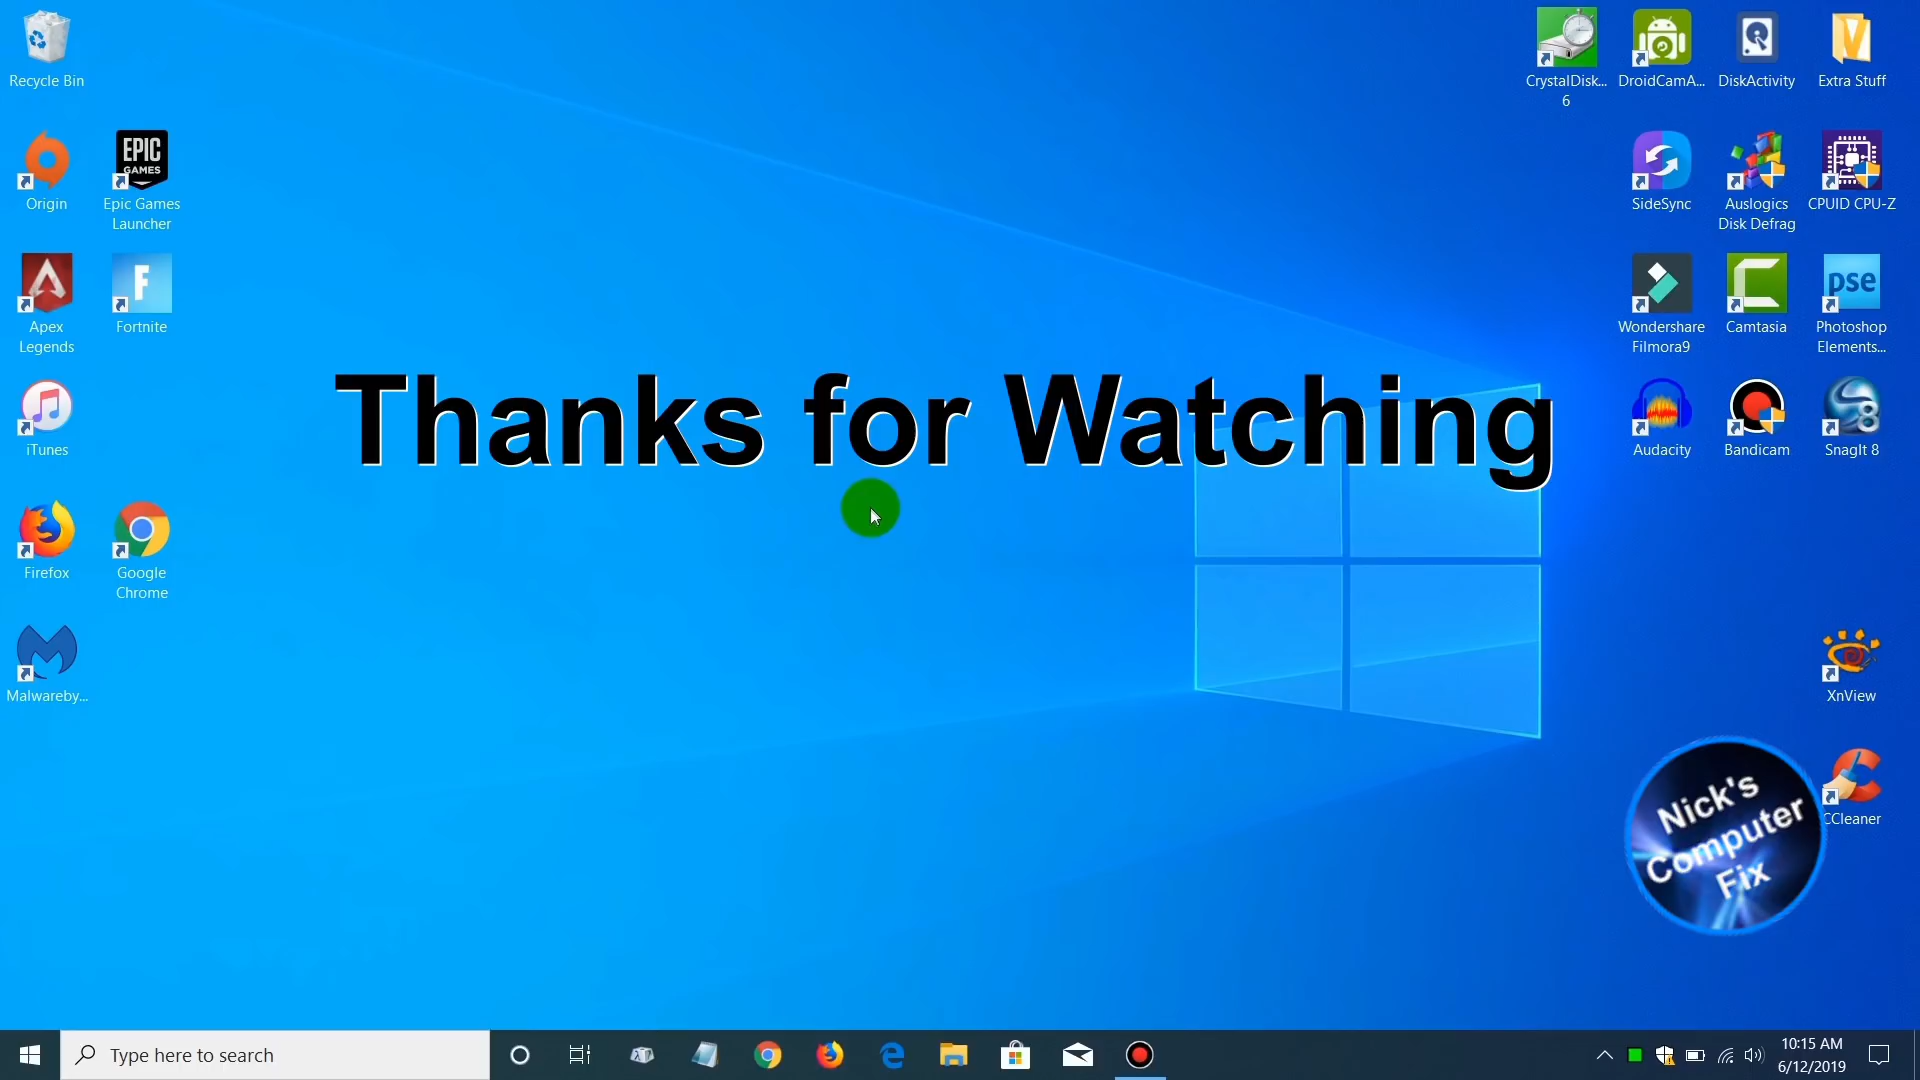 Recycle Bin
CrystalDisk...
6
DroidCamA...
DiskActivity
Extra Stuff
EPIC
GAMES
Origin
Epic Games
Launcher
SideSync
Auslogics
Disk Defrag
CPUID CPU-Z
F
pse
Apex
Legends
Fortnite
Wondershare
Filmora9
Camtasia
Photoshop
Elements...
Thanks for Watching
8
iTunes
Audacity
Bandicam
SnagIt 8
Firefox
Google
Chrome
Malwareby...
XnView
Nick's
Computer
Fix
CCleaner
Type here to search
10:15 AM
6/12/2019